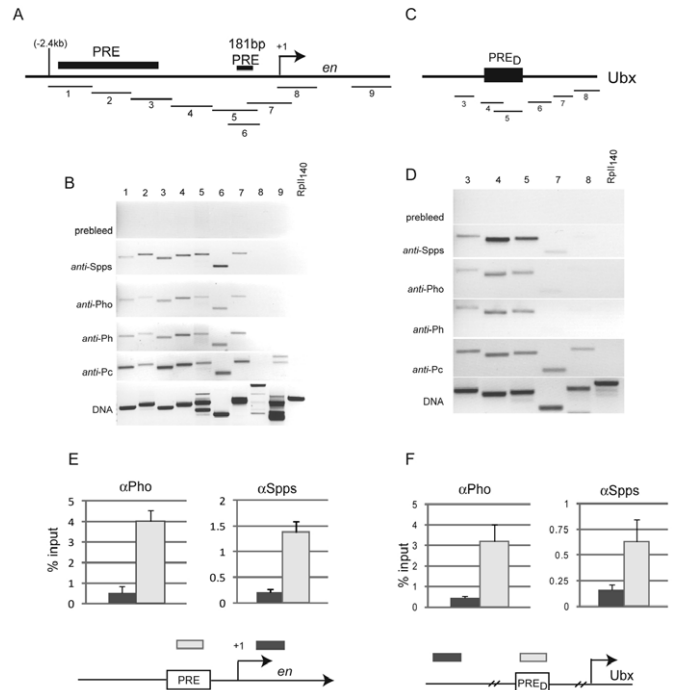 A
(-2.4kb)
PRE
181bp
PRE
+1
en
1
2
3
4
5
6
7
8
9
C
PRED
Ubx
3
4
5
6
7
8
B
1 2 3 4 5 6 7 8 9 RpII140
prebleed
anti-Spps
anti-Pho
anti-Ph
anti-Pc
DNA
D
3 4 5 7 8 RpII140
prebleed
anti-Spps
anti-Pho
anti-Ph
anti-Pc
DNA
E
αPho
% input
5
4
3
2
1
0
αSpps
2
1.5
1
0.5
0
+1
PRE
en
F
αPho
% input
5
4
3
2
1
0
αSpps
1
0.75
0.5
0.25
0
PRED
Ubx